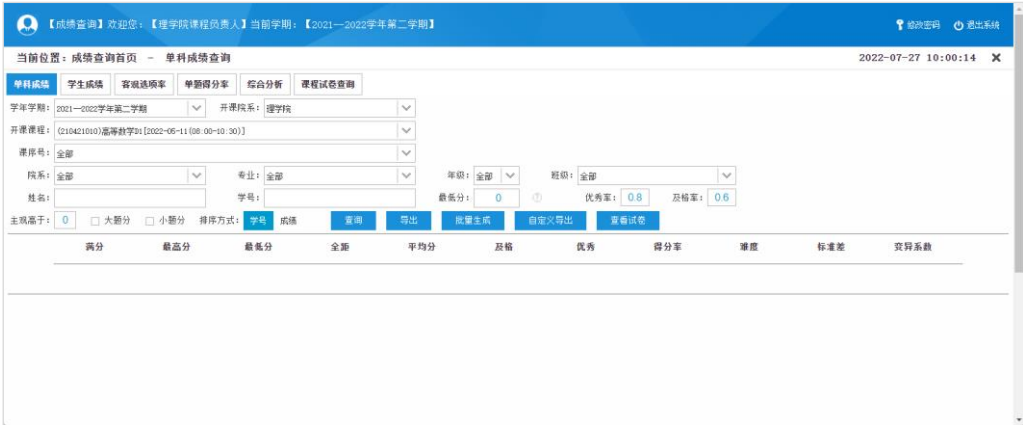 【成绩查询】欢迎您：【理学院课程负责人】当前学期：【2021--2022学年第二学期】 修改密码 退出系统
当前位置：成绩查询首页 - 单科成绩查询 2022-07-27 10:00:14
单科成绩 学生成绩 客观选项率 单题得分率 综合分析 课程试卷查询
学年学期： 2021--2022学年第二学期 开课院系： 理学院
开课课程： (210421010)高等数学D1[2022-05-11(08:00-10:30)]
课序号： 全部
院系： 全部 专业： 全部 年级： 全部 班级： 全部
姓名： 学号： 最低分： 0 优秀率： 0.8 及格率： 0.6
主观高于： 0 大题分 小题分 排序方式： 学号 成绩 查询 导出 批量生成 自定义导出 查看试卷
满分 最高分 最低分 全距 平均分 及格 优秀 得分率 难度 标准差 变异系数